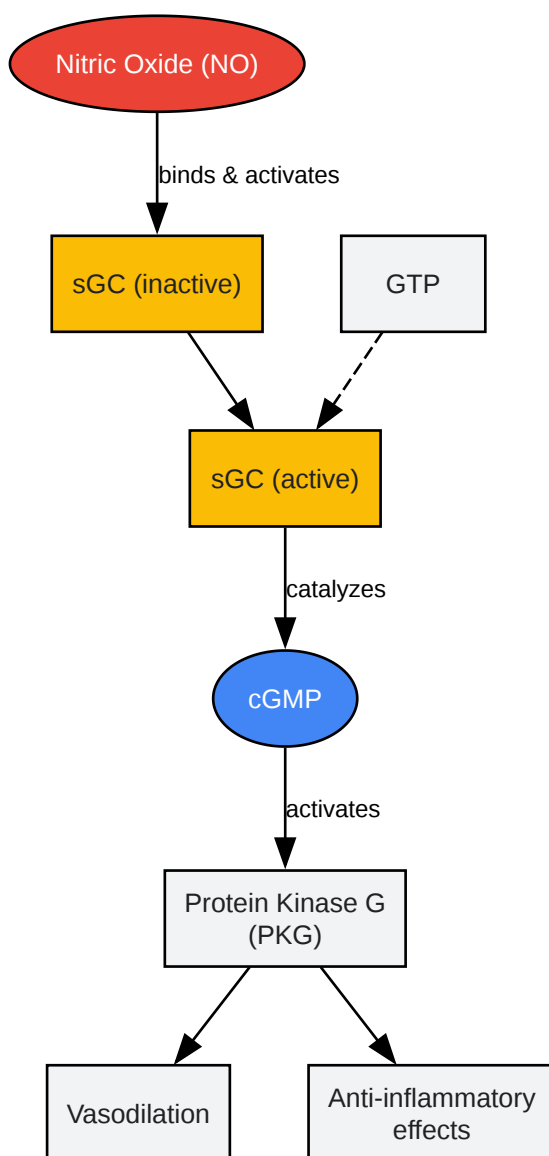 Nitric Oxide (NO)
binds & activates
sGC (inactive)
GTP
sGC (active)
catalyzes
cGMP
activates
Protein Kinase G
(PKG)
Vasodilation
Anti-inflammatory
effects